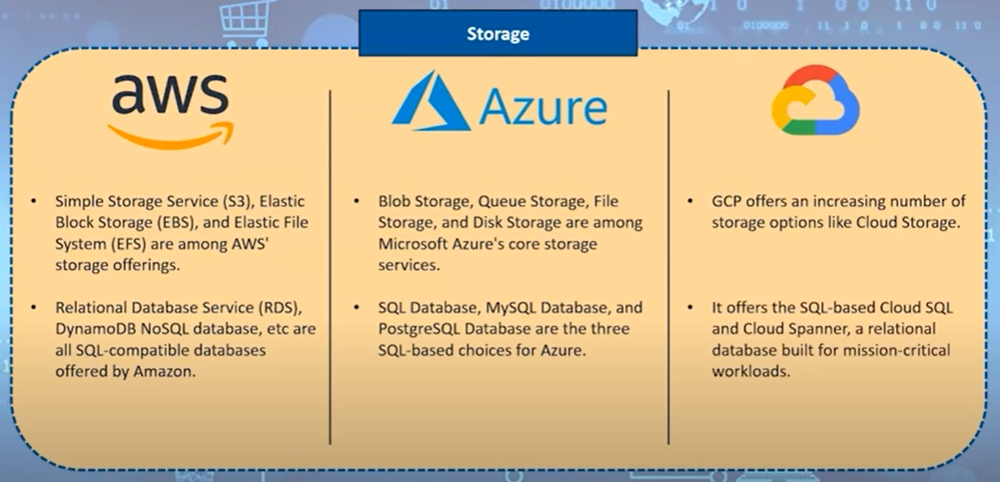 Storage
aws
Simple Storage Service (S3), Elastic
Block Storage (EBS), and Elastic File
System (EFS) are among AWS'
storage offerings.
Relational Database Service (RDS),
DynamoDB NoSQL database, etc are
all SQL-compatible databases
offered by Amazon.
Azure
Blob Storage, Queue Storage, File
Storage, and Disk Storage are among
Microsoft Azure's core storage
services.
SQL Database, MySQL Database, and
PostgreSQL Database are the three
SQL-based choices for Azure.
GCP offers an increasing number of
storage options like Cloud Storage.
It offers the SQL-based Cloud SQL
and Cloud Spanner, a relational
database built for mission-critical
workloads.